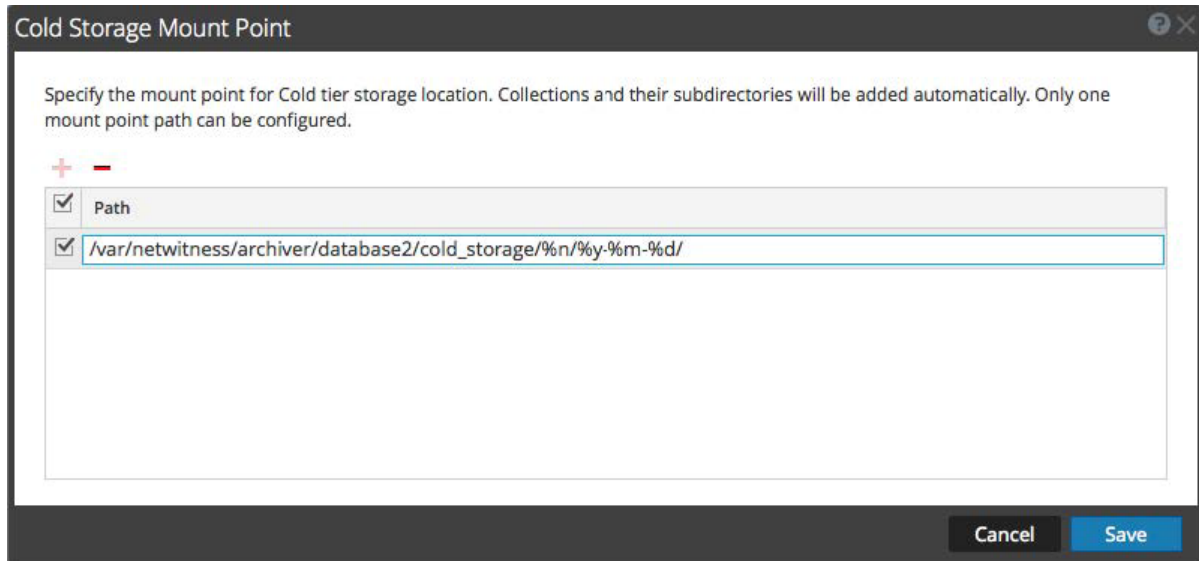 Cold Storage Mount Point
Specify the mount point for Cold tier storage location. Collections and their subdirectories will be added automatically. Only one
mount point path can be configured.
Path
/var/netwitness/archiver/database2/cold_storage/%n/%y-%m-%d/
Cancel Save